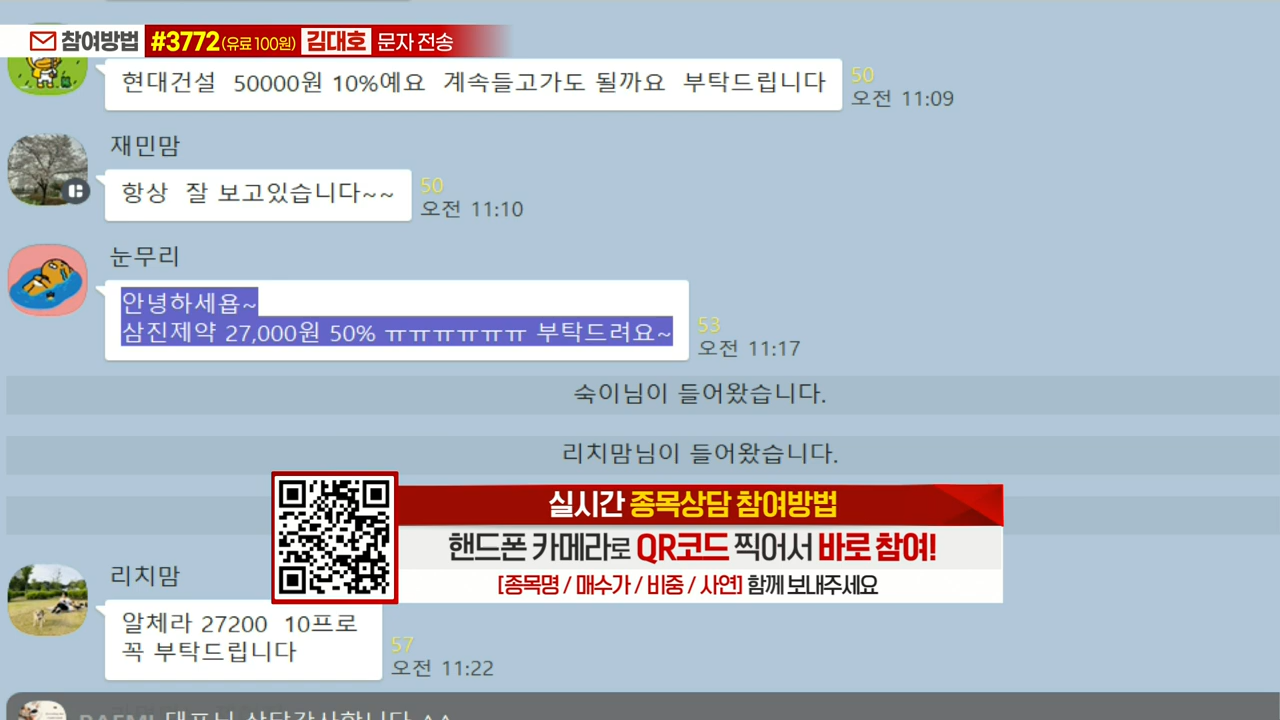 참여방법 #3772(유료 100원) 김대호 문자 전송
현대건설 50000원 10%예요 계속들고가도 될까요 부탁드립니다
50
오전 11:09
재민맘
항상 잘 보고있습니다~~
50
오전 11:10
눈무리
안녕하세욥~
삼진제약 27,000원 50% ㅠㅠㅠㅠㅠㅠ 부탁드려요~
53
오전 11:17
숙이님이 들어왔습니다.
리치맘님이 들어왔습니다.
실시간 종목상담 참여방법
핸드폰 카메라로 QR코드 찍어서 바로 참여!
[종목명 / 매수가 / 비중 / 사연] 함께 보내주세요
리치맘
알체라 27200 10프로
꼭 부탁드립니다
57
오전 11:22